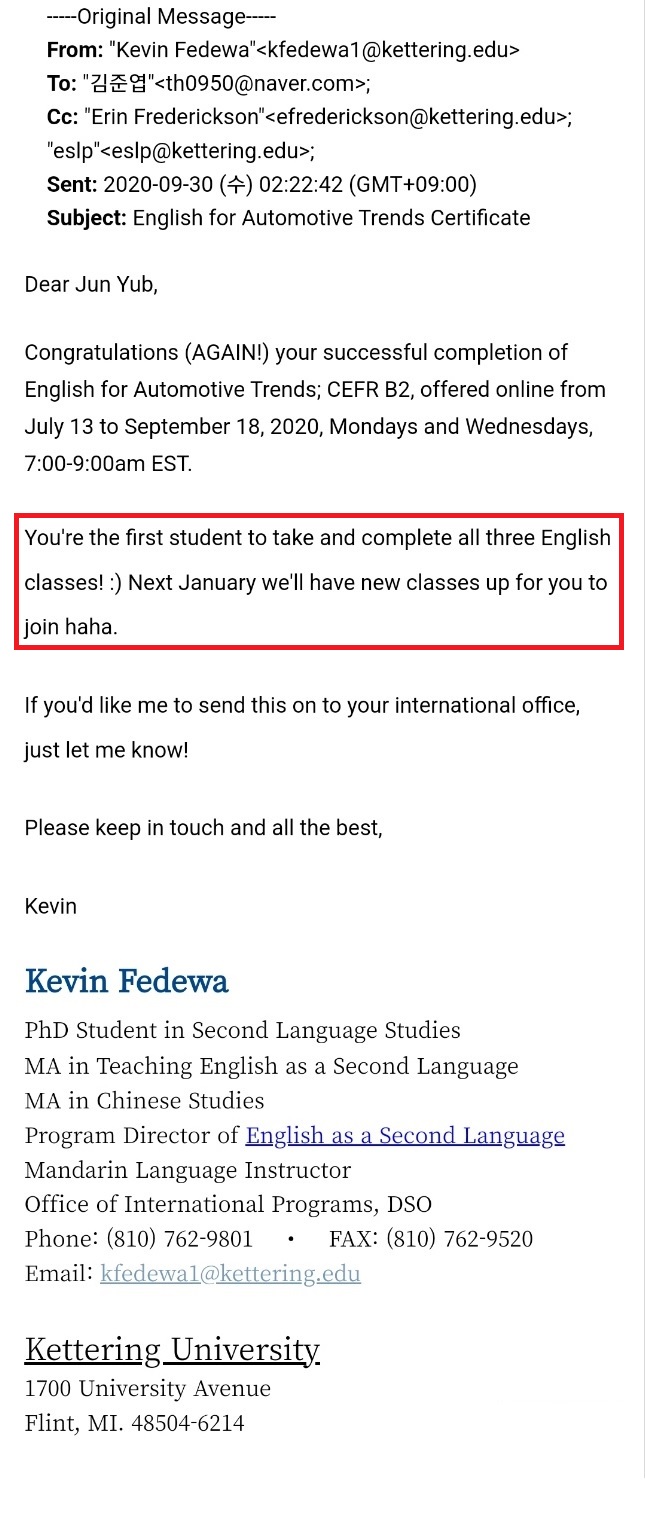 -----Original Message-----
From: "Kevin Fedewa"<kfedewa1@kettering.edu>
To: "김준엽"<th0950@naver.com>;
Cc: "Erin Frederickson"<efrederickson@kettering.edu>;
"eslp"<eslp@kettering.edu>;
Sent: 2020-09-30 (수) 02:22:42 (GMT+09:00)
Subject: English for Automotive Trends Certificate
Dear Jun Yub,
Congratulations (AGAIN!) your successful completion of
English for Automotive Trends; CEFR B2, offered online from
July 13 to September 18, 2020, Mondays and Wednesdays,
7:00-9:00am EST.
You're the first student to take and complete all three English
classes! :) Next January we'll have new classes up for you to
join haha.
If you'd like me to send this on to your international office,
just let me know!
Please keep in touch and all the best,
Kevin
Kevin Fedewa
PhD Student in Second Language Studies
MA in Teaching English as a Second Language
MA in Chinese Studies
Program Director of English as a Second Language
Mandarin Language Instructor
Office of International Programs, DSO
Phone: (810) 762-9801 • FAX: (810) 762-9520
Email: kfedewa1@kettering.edu
Kettering University
1700 University Avenue
Flint, MI. 48504-6214